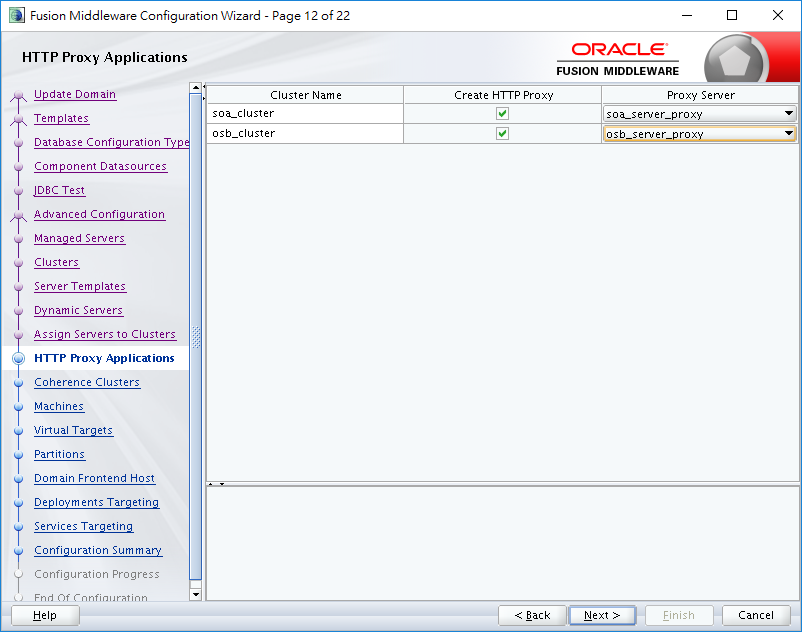 Fusion Middleware Configuration Wizard - Page 12 of 22
HTTP Proxy Applications
ORACLE
FUSION MIDDLEWARE
Update Domain
Templates
Database Configuration Type
Component Datasources
JDBC Test
Advanced Configuration
Managed Servers
Clusters
Server Templates
Dynamic Servers
Assign Servers to Clusters
HTTP Proxy Applications
Coherence Clusters
Machines
Virtual Targets
Partitions
Domain Frontend Host
Deployments Targeting
Services Targeting
Configuration Summary
Configuration Progress
End Of Configuration
Cluster Name Create HTTP Proxy Proxy Server
soa_cluster soa_server_proxy
osb_cluster osb_server_proxy
Help < Back Next > Finish Cancel